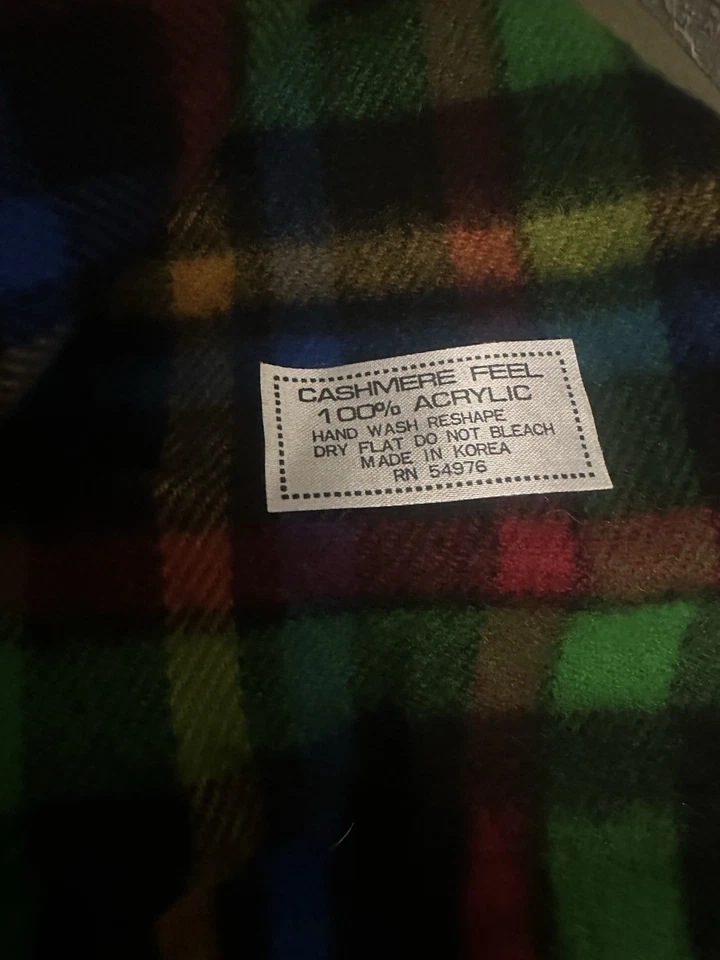 CASHMERE FEEL
100% ACRYLIC
HAND WASH RESHAPE
DRY FLAT DO NOT BLEACH
MADE IN KOREA
RN 54976